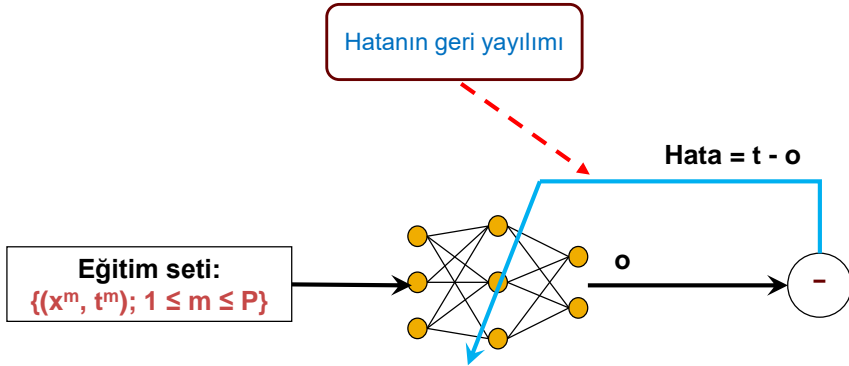 Hatanın geri yayılımı
Hata = t - o
Eğitim seti:
{(xᵐ, tᵐ); 1 ≤ m ≤ P}
o
–